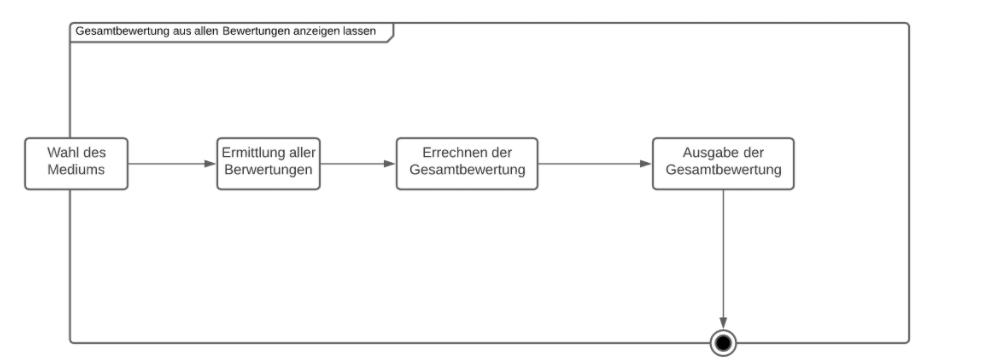 Gesamtbewertung aus allen Bewertungen anzeigen lassen
Wahl des
Mediums
Ermittlung aller
Berwertungen
Errechnen der
Gesamtbewertung
Ausgabe der
Gesamtbewertung